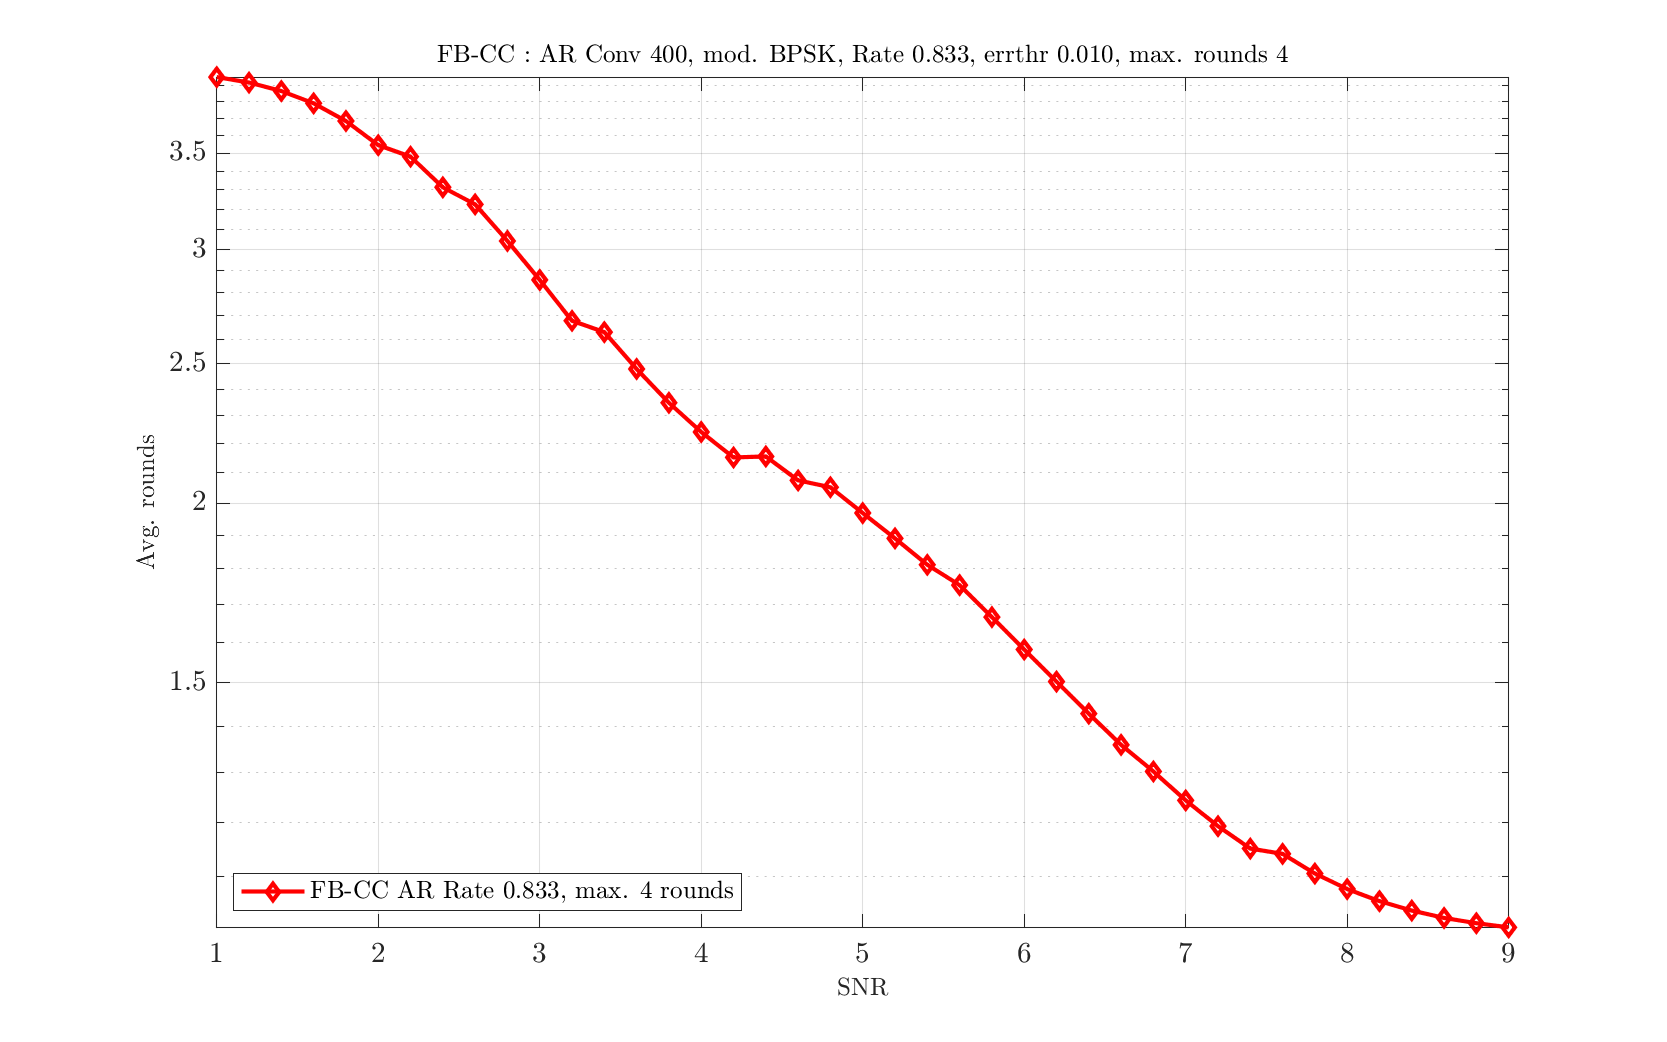 FB-CC : AR Conv 400, mod. BPSK, Rate 0.833, errthr 0.010, max. rounds 4
3.5
3
2.5
2
1.5
Avg. rounds
FB-CC AR Rate 0.833, max. 4 rounds
1 2 3 4 5 6 7 8 9
SNR